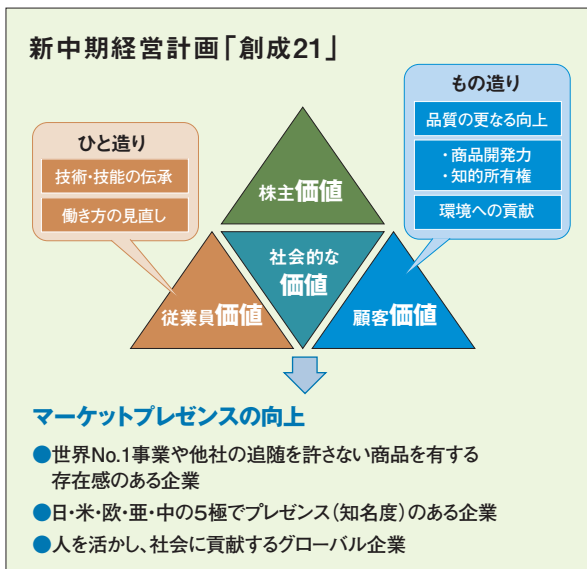 新中期経営計画「創成21」
もの造り
品質の更なる向上
・商品開発力
・知的所有権
環境への貢献
ひと造り
技術・技能の伝承
働き方の見直し
株主価値
社会的な
価値
従業員価値
顧客価値
マーケットプレゼンスの向上
●世界No.1事業や他社の追随を許さない商品を有する
存在感のある企業
●日・米・欧・亜・中の5極でプレゼンス(知名度)のある企業
●人を活かし、社会に貢献するグローバル企業